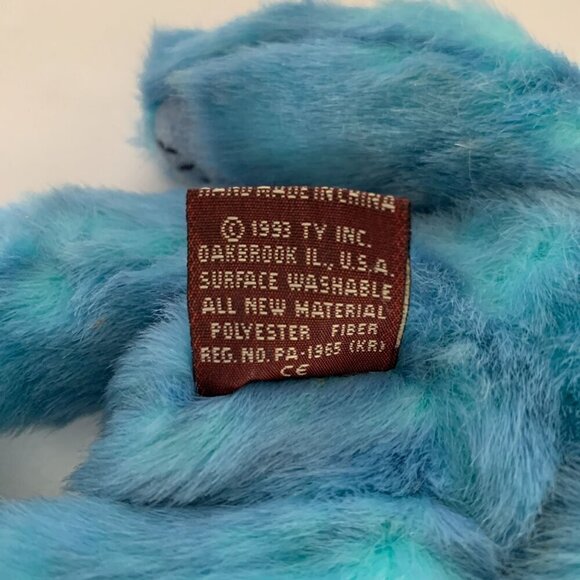 HAND MADE IN CHINA
© 1993 TY INC.
OAKBROOK IL., U.S.A.
SURFACE WASHABLE
ALL NEW MATERIAL
POLYESTER FIBER
REG. NO. PA-1965 (KR)
CE